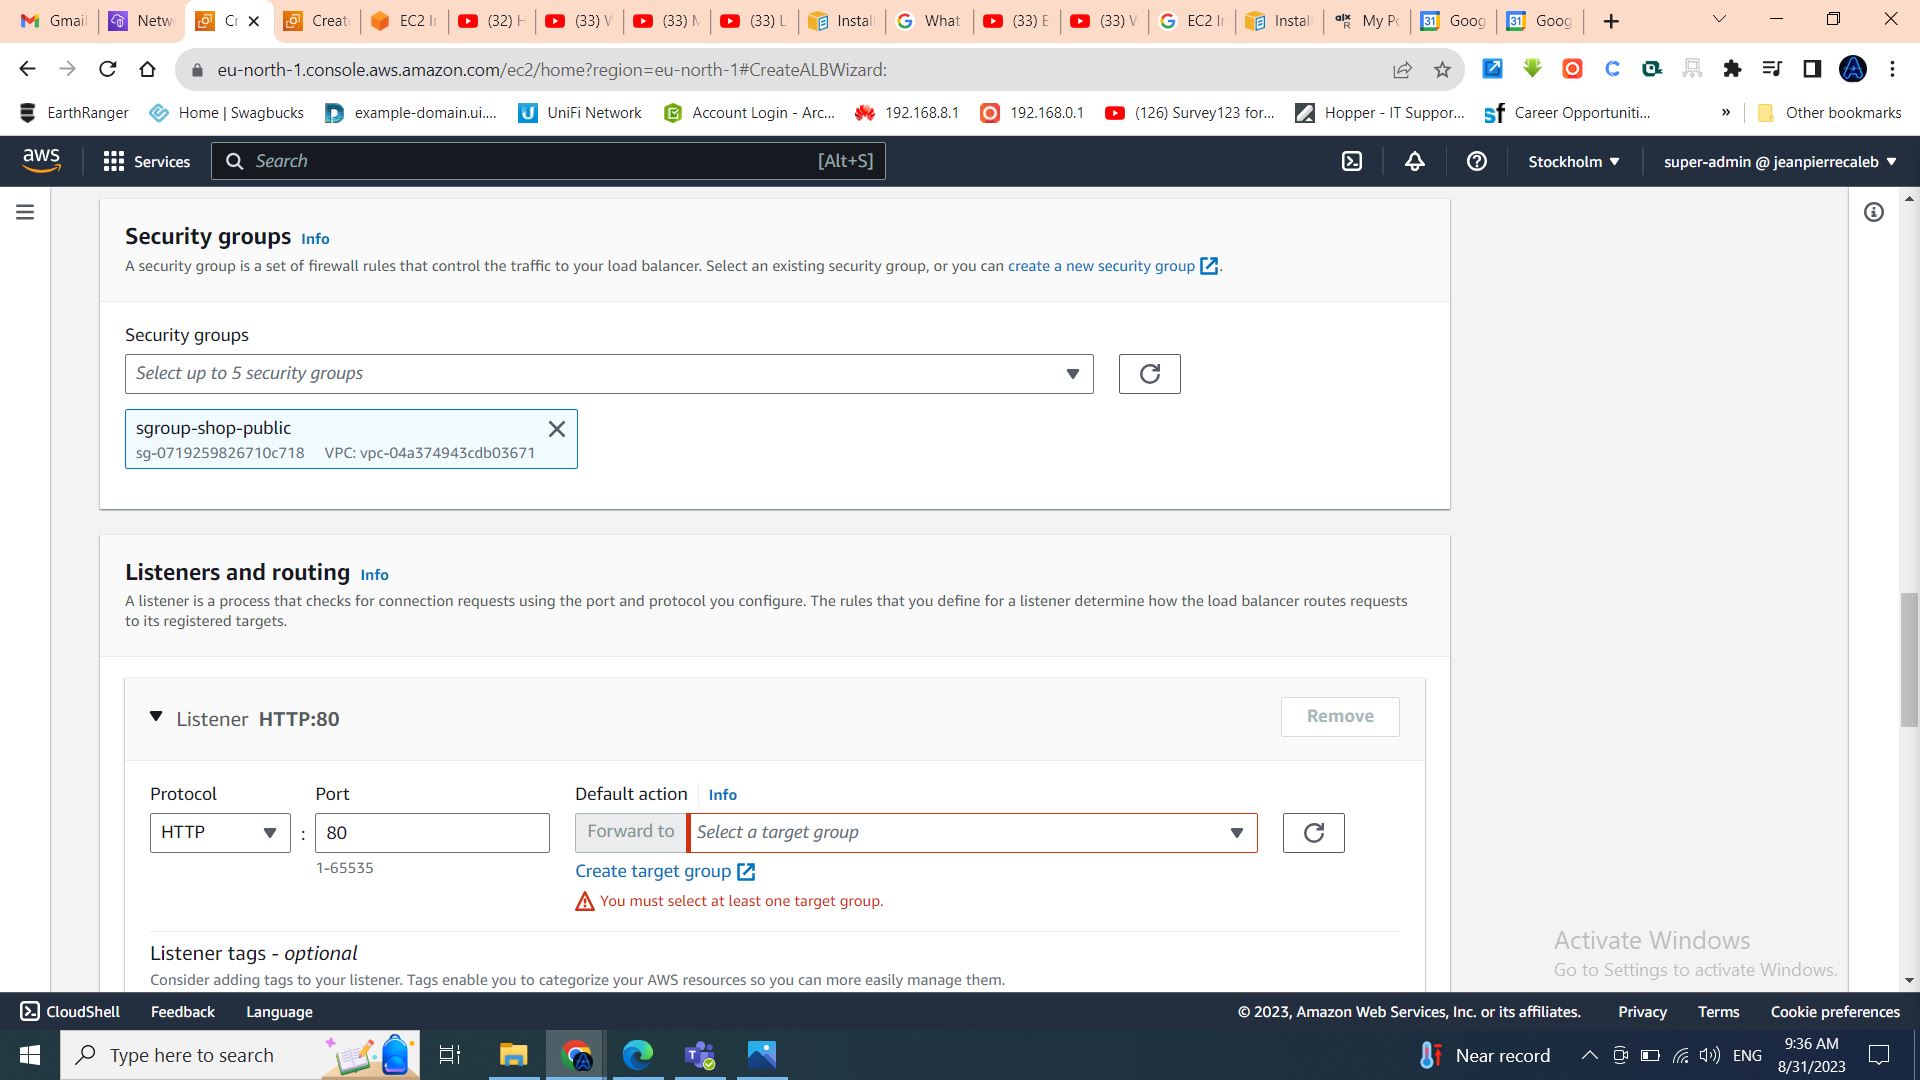 Gmail
Netw
Cr
Create
EC2 Ir
(32) H
(33) V
(33) M
(33) L
Install
What
(33) E
(33) V
EC2 Ir
Install
alx My Po
Goog
Goog
eu-north-1.console.aws.amazon.com/ec2/home?region=eu-north-1#CreateALBWizard:
EarthRanger
Home | Swagbucks
example-domain.ui....
UniFi Network
Account Login - Arc...
192.168.8.1
192.168.0.1
(126) Survey123 for...
Hopper - IT Suppor...
Career Opportuniti...
»
Other bookmarks
aws
Services
Search
[Alt+S]
Stockholm
super-admin @ jeanpierrecaleb
Security groups Info
A security group is a set of firewall rules that control the traffic to your load balancer. Select an existing security group, or you can create a new security group.
Security groups
Select up to 5 security groups
sgroup-shop-public
sg-0719259826710c718 VPC: vpc-04a374943cdb03671
Listeners and routing Info
A listener is a process that checks for connection requests using the port and protocol you configure. The rules that you define for a listener determine how the load balancer routes requests
to its registered targets.
Listener HTTP:80
Remove
Protocol
Port
Default action
Info
HTTP
:
80
Forward to
Select a target group
1-65535
Create target group
You must select at least one target group.
Listener tags - optional
Consider adding tags to your listener. Tags enable you to categorize your AWS resources so you can more easily manage them.
Activate Windows
Go to Settings to activate Windows.
CloudShell
Feedback
Language
© 2023, Amazon Web Services, Inc. or its affiliates.
Privacy
Terms
Cookie preferences
Type here to search
Near record
ENG
9:36 AM
8/31/2023